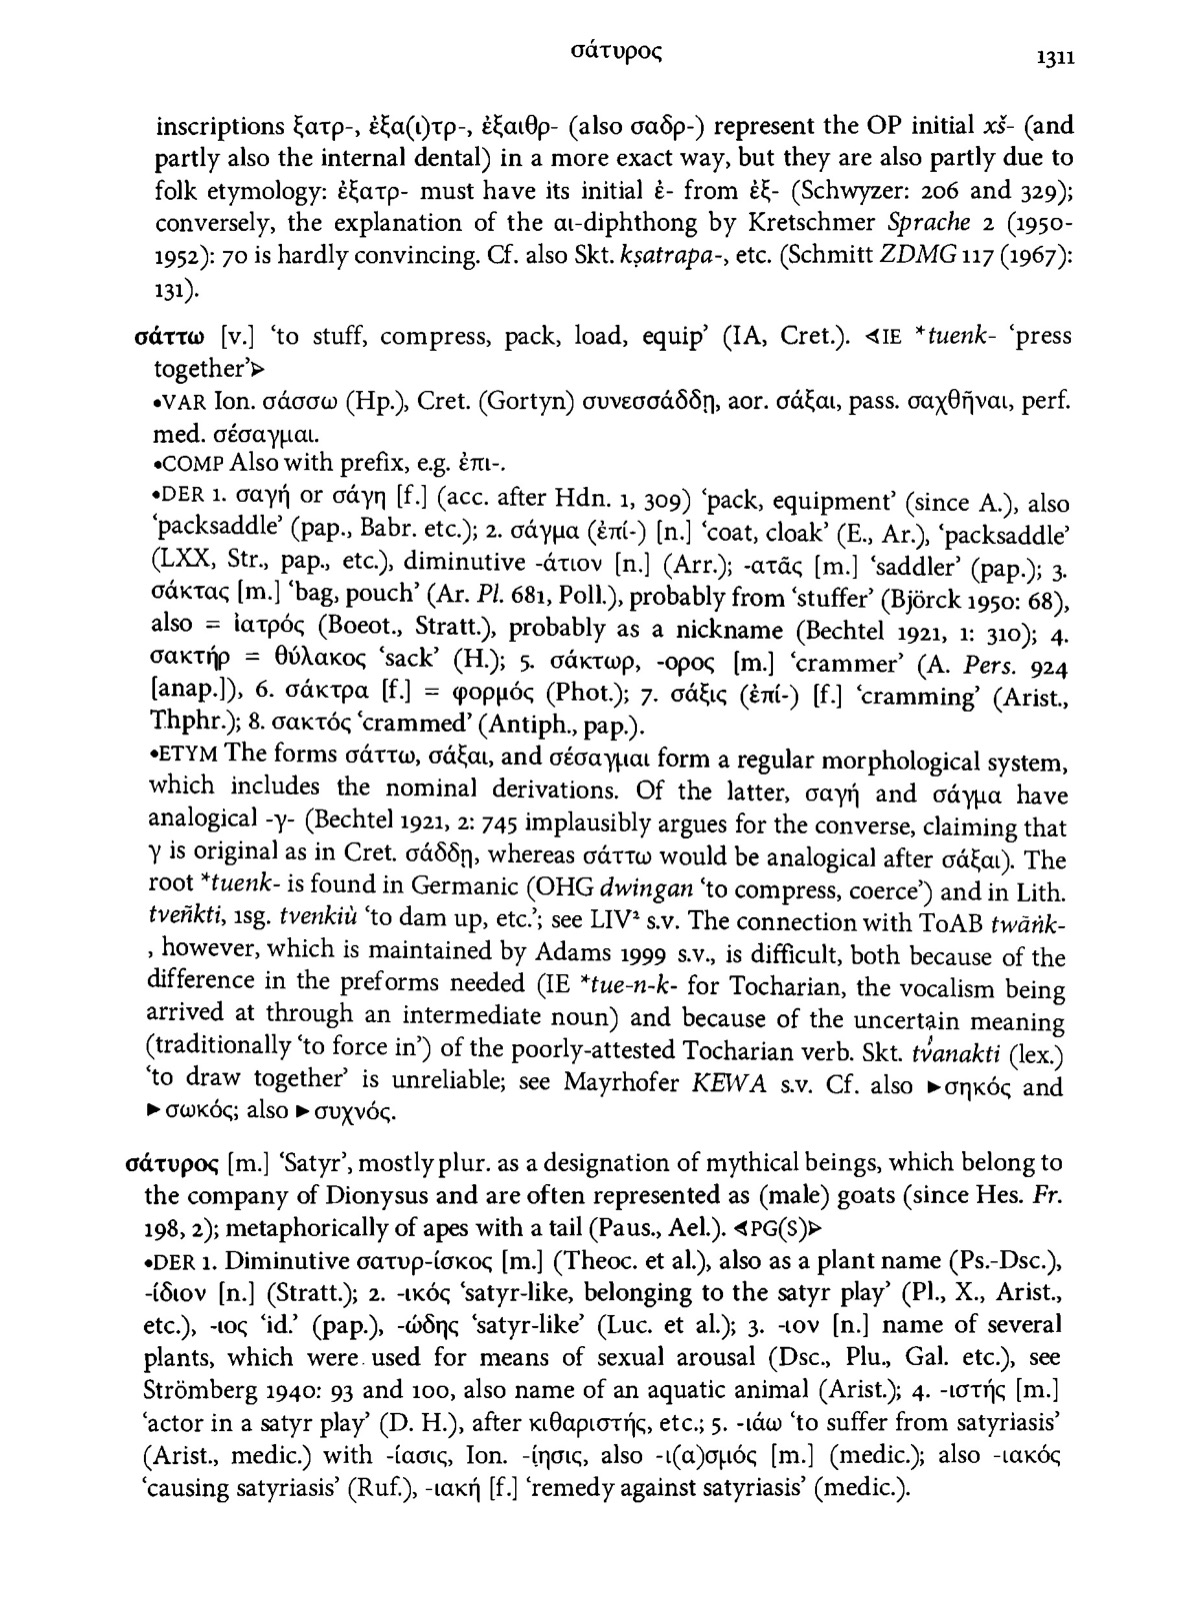 σάτυρος
1311
inscriptions ξατρ-, ἐξα(ι)τρ-, ἐξαιθρ- (also σαδρ-) represent the OP initial xš- (and
partly also the internal dental) in a more exact way, but they are also partly due to
folk etymology: ἐξατρ- must have its initial ἐ- from ἐξ- (Schwyzer: 206 and 329);
conversely, the explanation of the αι-diphthong by Kretschmer Sprache 2 (1950-
1952): 70 is hardly convincing. Cf. also Skt. kṣatrapa-, etc. (Schmitt ZDMG 117 (1967):
131).
σάττω [v.] ‘to stuff, compress, pack, load, equip’ (IA, Cret.). ⊲IE *tuenk- ‘press
together’⊳
•VAR Ion. σάσσω (Hp.), Cret. (Gortyn) συνεσσάδδη, aor. σάξαι, pass. σαχθῆναι, perf.
med. σέσαγμαι.
•COMP Also with prefix, e.g. ἐπι-.
•DER 1. σαγή or σάγη [f.] (acc. after Hdn. 1, 309) ‘pack, equipment’ (since A.), also
‘packsaddle’ (pap., Babr. etc.); 2. σάγμα (ἐπί-) [n.] ‘coat, cloak’ (E., Ar.), ‘packsaddle’
(LXX, Str., pap., etc.), diminutive -άτιον [n.] (Arr.); -ατᾶς [m.] ‘saddler’ (pap.); 3.
σάκτας [m.] ‘bag, pouch’ (Ar. Pl. 681, Poll.), probably from ‘stuffer’ (Björck 1950: 68),
also = ἰατρός (Boeot., Stratt.), probably as a nickname (Bechtel 1921, 1: 310); 4.
σακτήρ = θύλακος ‘sack’ (H.); 5. σάκτωρ, -ορος [m.] ‘crammer’ (A. Pers. 924
[anap.]), 6. σάκτρα [f.] = φορμός (Phot.); 7. σάξις (ἐπί-) [f.] ‘cramming’ (Arist.,
Thphr.); 8. σακτός ‘crammed’ (Antiph., pap.).
•ETYM The forms σάττω, σάξαι, and σέσαγμαι form a regular morphological system,
which includes the nominal derivations. Of the latter, σαγή and σάγμα have
analogical -γ- (Bechtel 1921, 2: 745 implausibly argues for the converse, claiming that
γ is original as in Cret. σάδδῃ, whereas σάττω would be analogical after σάξαι). The
root *tuenk- is found in Germanic (OHG dwingan ‘to compress, coerce’) and in Lith.
tveñkti, 1sg. tvenkiù ‘to dam up, etc.’; see LIV² s.v. The connection with ToAB twāṅk-
, however, which is maintained by Adams 1999 s.v., is difficult, both because of the
difference in the preforms needed (IE *tue-n-k- for Tocharian, the vocalism being
arrived at through an intermediate noun) and because of the uncertain meaning
(traditionally ‘to force in’) of the poorly-attested Tocharian verb. Skt. tvanakti (lex.)
‘to draw together’ is unreliable; see Mayrhofer KEWA s.v. Cf. also ►σηκός and
►σωκός; also ►συχνός.
σάτυρος [m.] ‘Satyr’, mostly plur. as a designation of mythical beings, which belong to
the company of Dionysus and are often represented as (male) goats (since Hes. Fr.
198, 2); metaphorically of apes with a tail (Paus., Ael.). ⊲PG(S)⊳
•DER 1. Diminutive σατυρ-ίσκος [m.] (Theoc. et al.), also as a plant name (Ps.-Dsc.),
-ίδιον [n.] (Stratt.); 2. -ικός ‘satyr-like, belonging to the satyr play’ (Pl., X., Arist.,
etc.), -ιος ‘id.’ (pap.), -ώδης ‘satyr-like’ (Luc. et al.); 3. -ιον [n.] name of several
plants, which were used for means of sexual arousal (Dsc., Plu., Gal. etc.), see
Strömberg 1940: 93 and 100, also name of an aquatic animal (Arist.); 4. -ιστής [m.]
‘actor in a satyr play’ (D. H.), after κιθαριστής, etc.; 5. -ιάω ‘to suffer from satyriasis’
(Arist., medic.) with -ίασις, Ion. -ίησις, also -ι(α)σμός [m.] (medic.); also -ιακός
‘causing satyriasis’ (Ruf.), -ιακή [f.] ‘remedy against satyriasis’ (medic.).